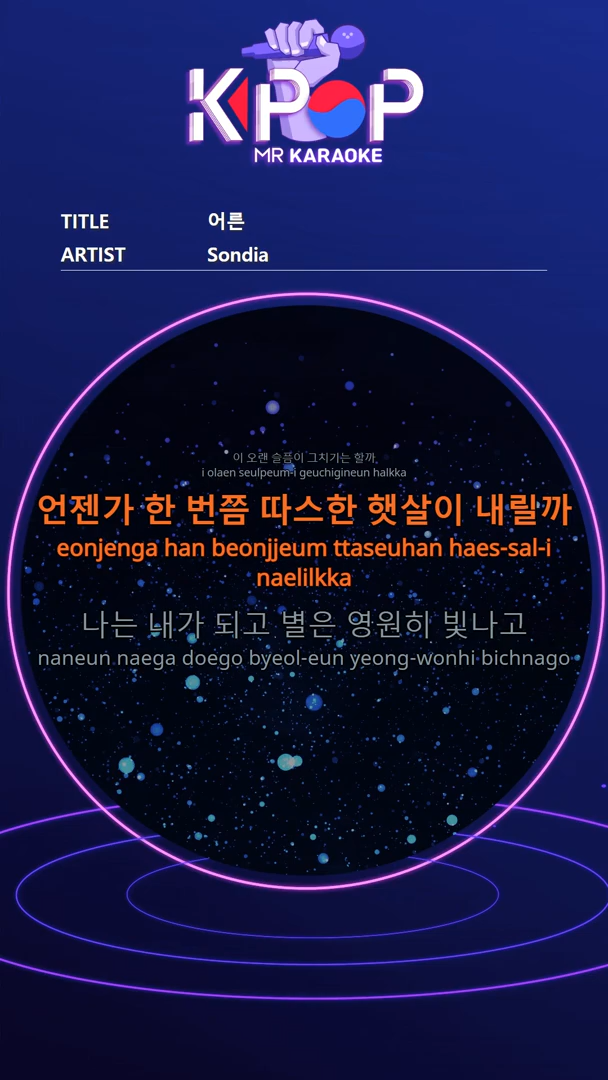 KPOP
MR KARAOKE
TITLE 어른
ARTIST Sondia
이 오랜 슬픔이 그치기는 할까
i olaen seulpeum-i geuchigineun halkka
언젠가 한 번쯤 따스한 햇살이 내릴까
eonjenga han beonjjeum ttaseuhan haes-sal-i
naelilkka
나는 내가 되고 별은 영원히 빛나고
naneun naega doego byeol-eun yeong-wonhi bichnago